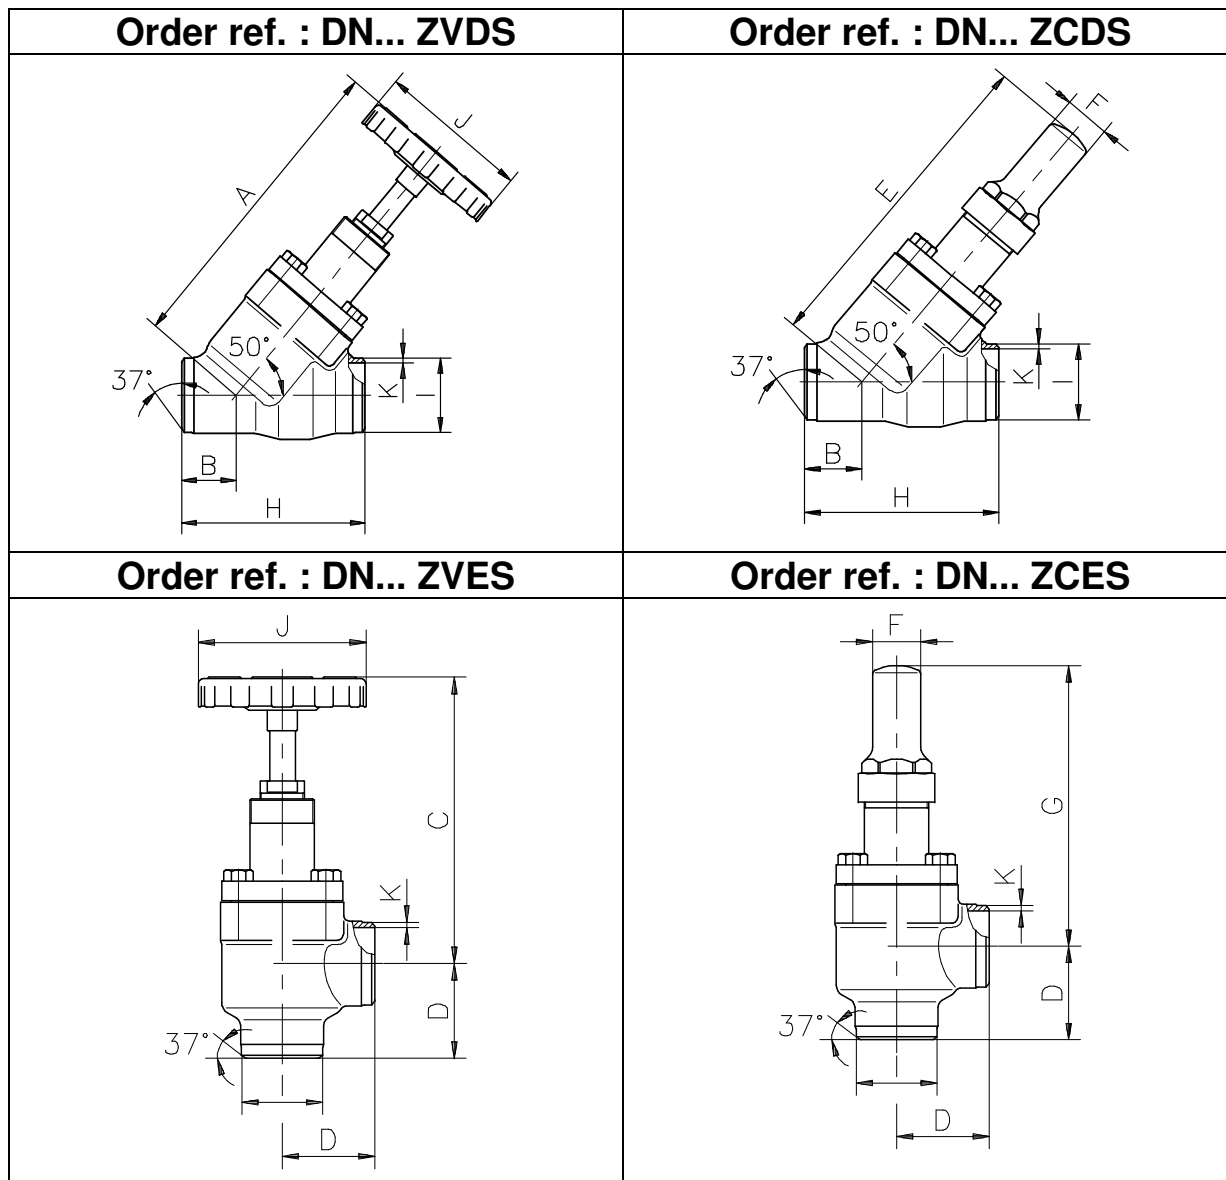 Order ref. : DN... ZVDS
Order ref. : DN... ZCDS
A
J
50°
37°
K
I
B
H
E
F
50°
37°
K
I
B
H
Order ref. : DN... ZVES
Order ref. : DN... ZCES
J
C
K
D
37°
D
F
G
K
D
37°
D